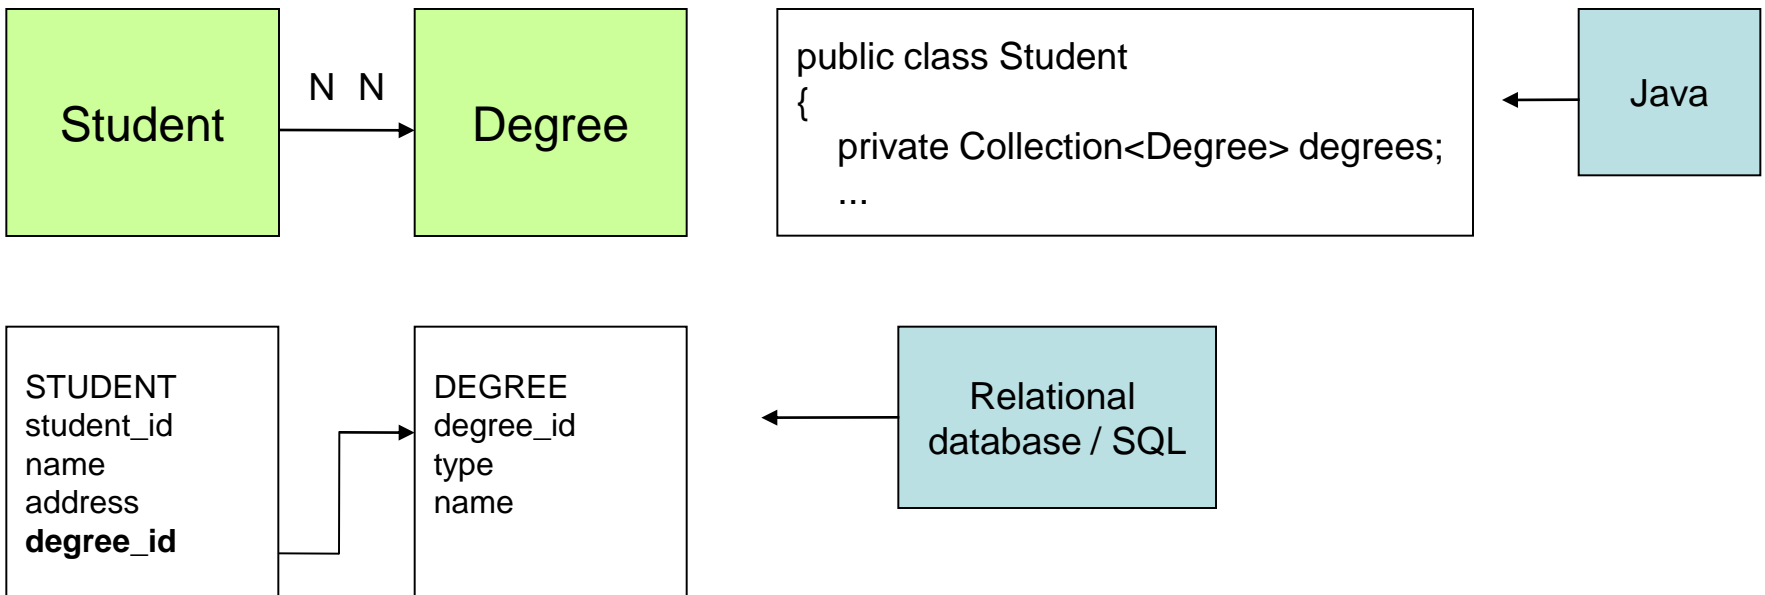 Student
N N
Degree
public class Student
{
private Collection<Degree> degrees;
...
Java
STUDENT
student_id
name
address
degree_id
DEGREE
degree_id
type
name
Relational
database / SQL